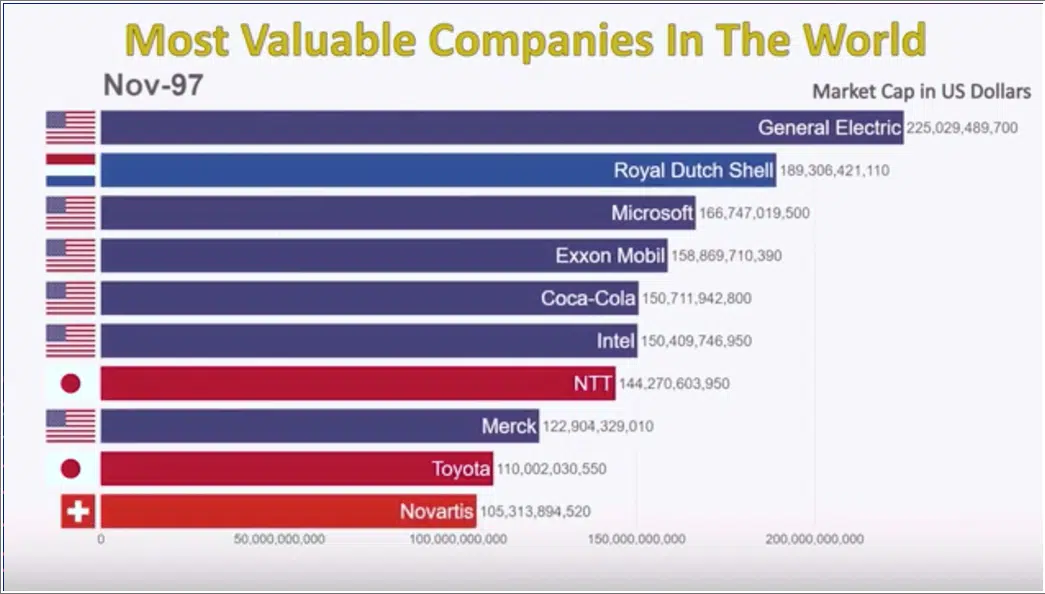 Most Valuable Companies In The World
Nov-97
Market Cap in US Dollars
General Electric 225,029,489,700
Royal Dutch Shell 189,306,421,110
Microsoft 166,747,019,500
Exxon Mobil 158,869,710,390
Coca-Cola 150,711,942,800
Intel 150,409,746,950
NTT 144,270,603,950
Merck 122,904,329,010
Toyota 110,002,030,550
Novartis 105,313,894,520
0 50,000,000,000 100,000,000,000 150,000,000,000 200,000,000,000